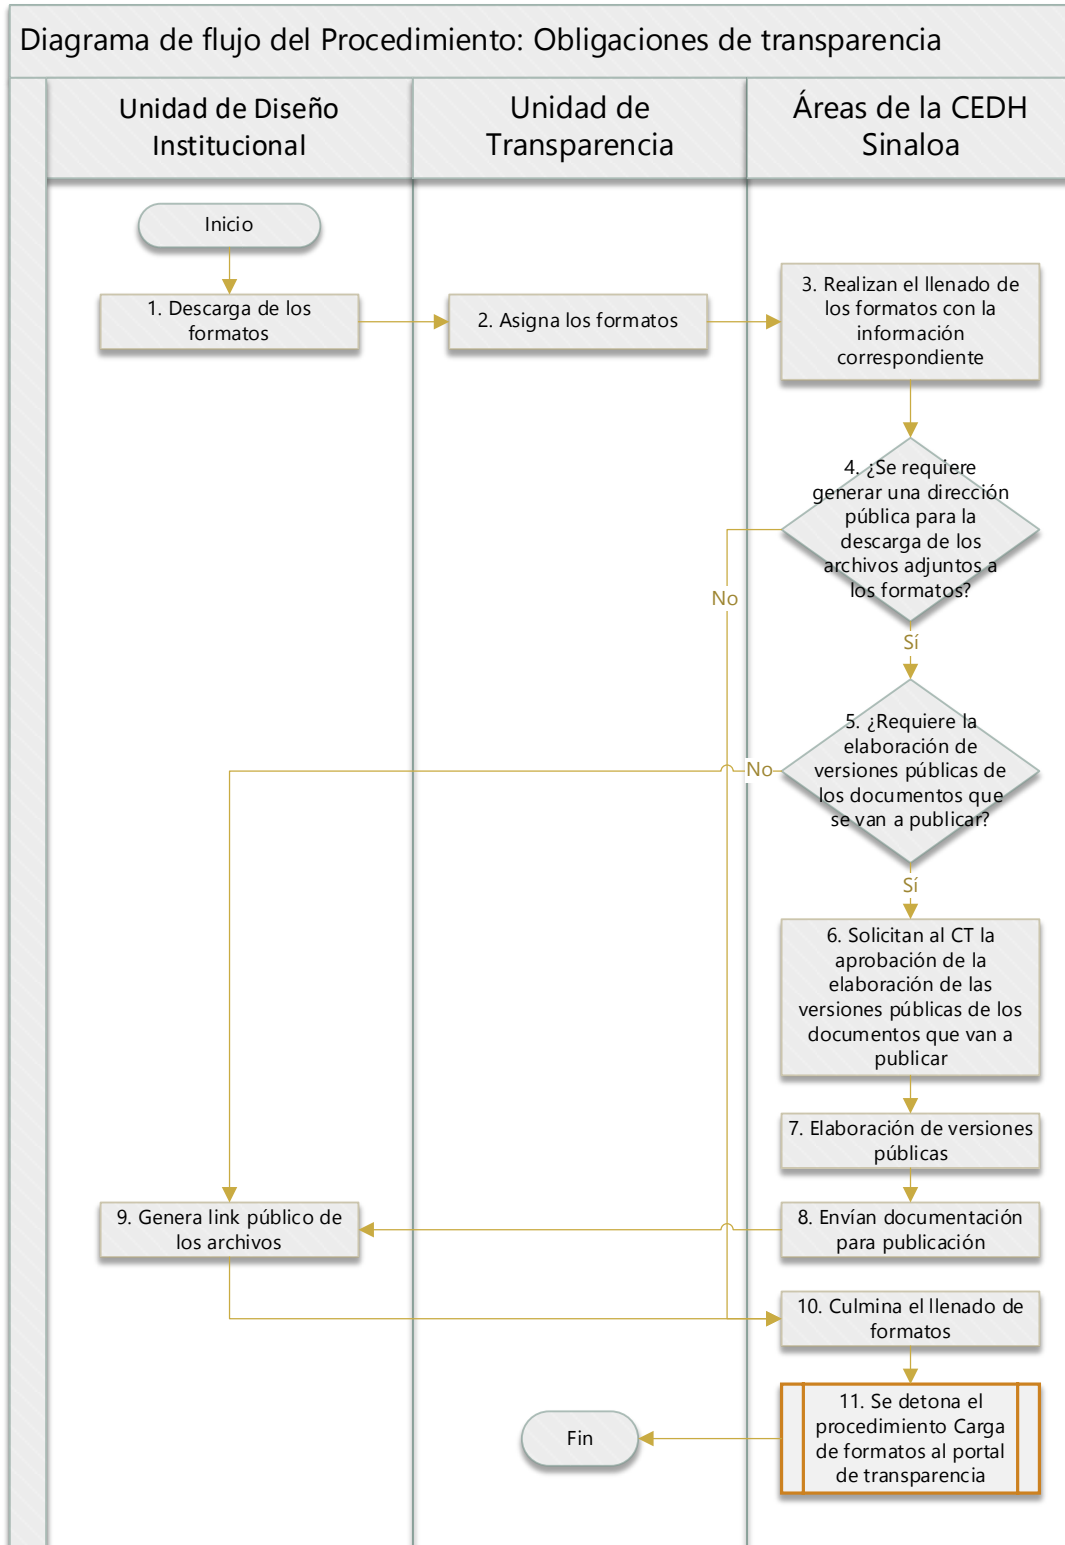 Diagrama de flujo del Procedimiento: Obligaciones de transparencia
Unidad de Diseño
Institucional
Unidad de
Transparencia
Áreas de la CEDH
Sinaloa
Inicio
1. Descarga de los
formatos
2. Asigna los formatos
3. Realizan el llenado de
los formatos con la
información
correspondiente
4. ¿Se requiere
generar una dirección
pública para la
descarga de los
archivos adjuntos a
los formatos?
No
Sí
5. ¿Requiere la
elaboración de
versiones públicas de
los documentos que
se van a publicar?
No
Sí
6. Solicitan al CT la
aprobación de la
elaboración de las
versiones públicas de los
documentos que van a
publicar
7. Elaboración de versiones
públicas
8. Envían documentación
para publicación
9. Genera link público de
los archivos
10. Culmina el llenado de
formatos
11. Se detona el
procedimiento Carga
de formatos al portal
de transparencia
Fin